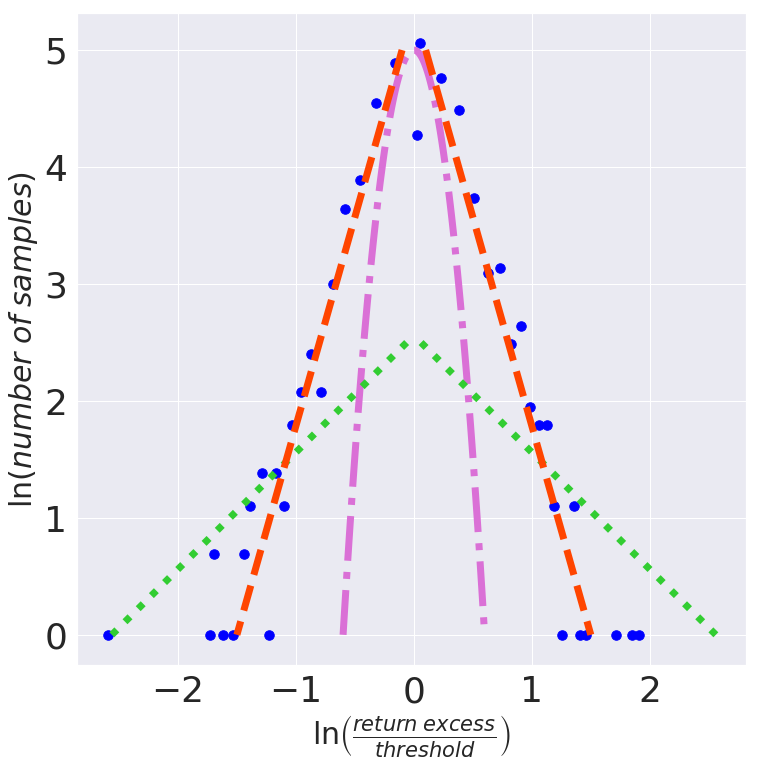 5
4
3
2
1
0
ln(number of samples)
−2 −1 0 1 2
ln(return excess/threshold)